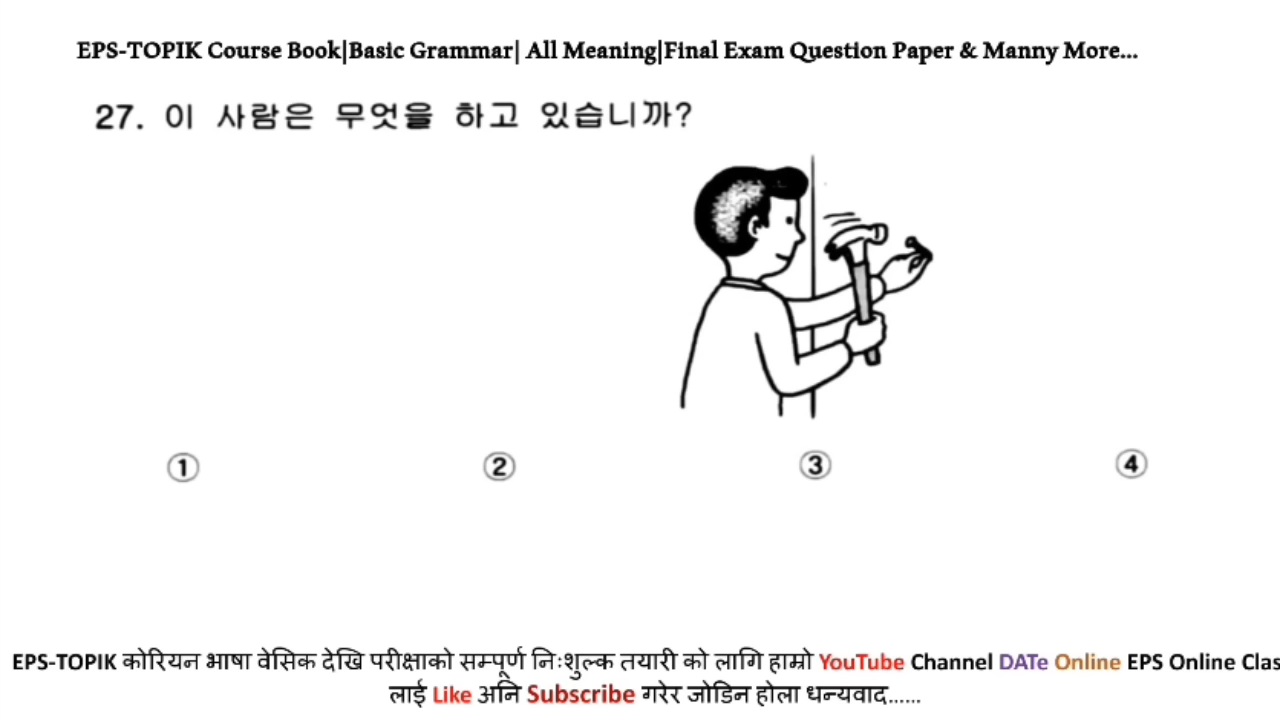 EPS-TOPIK Course Book|Basic Grammar| All Meaning|Final Exam Question Paper & Manny More...
27. 이 사람은 무엇을 하고 있습니까?
① ② ③ ④
EPS-TOPIK कोरियन भाषा वेसिक देखि परीक्षाको सम्पूर्ण निःशुल्क तयारी को लागि हाम्रो YouTube Channel DATe Online EPS Online Clas
लाई Like अनि Subscribe गरेर जोडिन होला धन्यवाद......